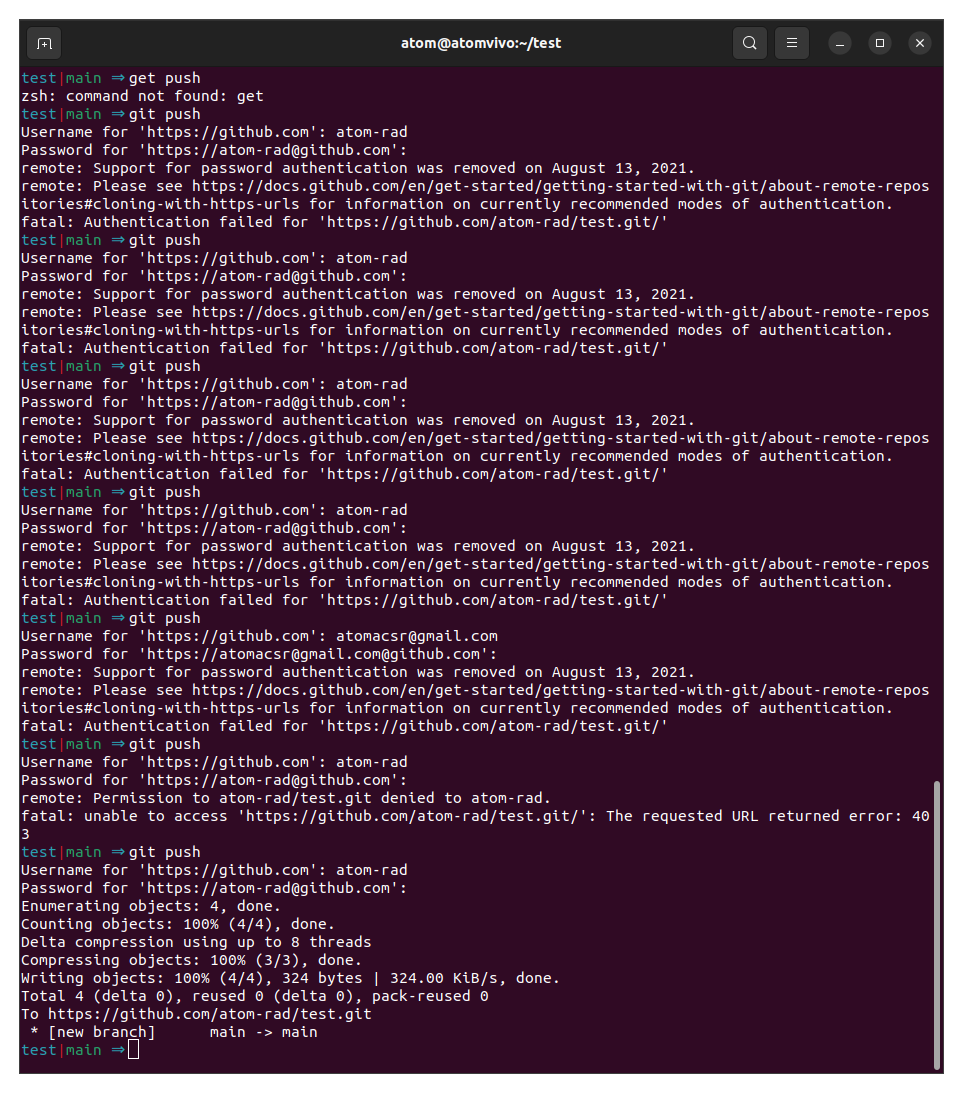 atom@atomvivo:~/test
test|main ⇒get push
zsh: command not found: get
test|main ⇒git push
Username for 'https://github.com': atom-rad
Password for 'https://atom-rad@github.com':
remote: Support for password authentication was removed on August 13, 2021.
remote: Please see https://docs.github.com/en/get-started/getting-started-with-git/about-remote-repos
itories#cloning-with-https-urls for information on currently recommended modes of authentication.
fatal: Authentication failed for 'https://github.com/atom-rad/test.git/'
test|main ⇒git push
Username for 'https://github.com': atom-rad
Password for 'https://atom-rad@github.com':
remote: Support for password authentication was removed on August 13, 2021.
remote: Please see https://docs.github.com/en/get-started/getting-started-with-git/about-remote-repos
itories#cloning-with-https-urls for information on currently recommended modes of authentication.
fatal: Authentication failed for 'https://github.com/atom-rad/test.git/'
test|main ⇒git push
Username for 'https://github.com': atom-rad
Password for 'https://atom-rad@github.com':
remote: Support for password authentication was removed on August 13, 2021.
remote: Please see https://docs.github.com/en/get-started/getting-started-with-git/about-remote-repos
itories#cloning-with-https-urls for information on currently recommended modes of authentication.
fatal: Authentication failed for 'https://github.com/atom-rad/test.git/'
test|main ⇒git push
Username for 'https://github.com': atom-rad
Password for 'https://atom-rad@github.com':
remote: Support for password authentication was removed on August 13, 2021.
remote: Please see https://docs.github.com/en/get-started/getting-started-with-git/about-remote-repos
itories#cloning-with-https-urls for information on currently recommended modes of authentication.
fatal: Authentication failed for 'https://github.com/atom-rad/test.git/'
test|main ⇒git push
Username for 'https://github.com': atomacsr@gmail.com
Password for 'https://atomacsr@gmail.com@github.com':
remote: Support for password authentication was removed on August 13, 2021.
remote: Please see https://docs.github.com/en/get-started/getting-started-with-git/about-remote-repos
itories#cloning-with-https-urls for information on currently recommended modes of authentication.
fatal: Authentication failed for 'https://github.com/atom-rad/test.git/'
test|main ⇒git push
Username for 'https://github.com': atom-rad
Password for 'https://atom-rad@github.com':
remote: Permission to atom-rad/test.git denied to atom-rad.
fatal: unable to access 'https://github.com/atom-rad/test.git/': The requested URL returned error: 40
3
test|main ⇒git push
Username for 'https://github.com': atom-rad
Password for 'https://atom-rad@github.com':
Enumerating objects: 4, done.
Counting objects: 100% (4/4), done.
Delta compression using up to 8 threads
Compressing objects: 100% (3/3), done.
Writing objects: 100% (4/4), 324 bytes | 324.00 KiB/s, done.
Total 4 (delta 0), reused 0 (delta 0), pack-reused 0
To https://github.com/atom-rad/test.git
 * [new branch]      main -> main
test|main ⇒